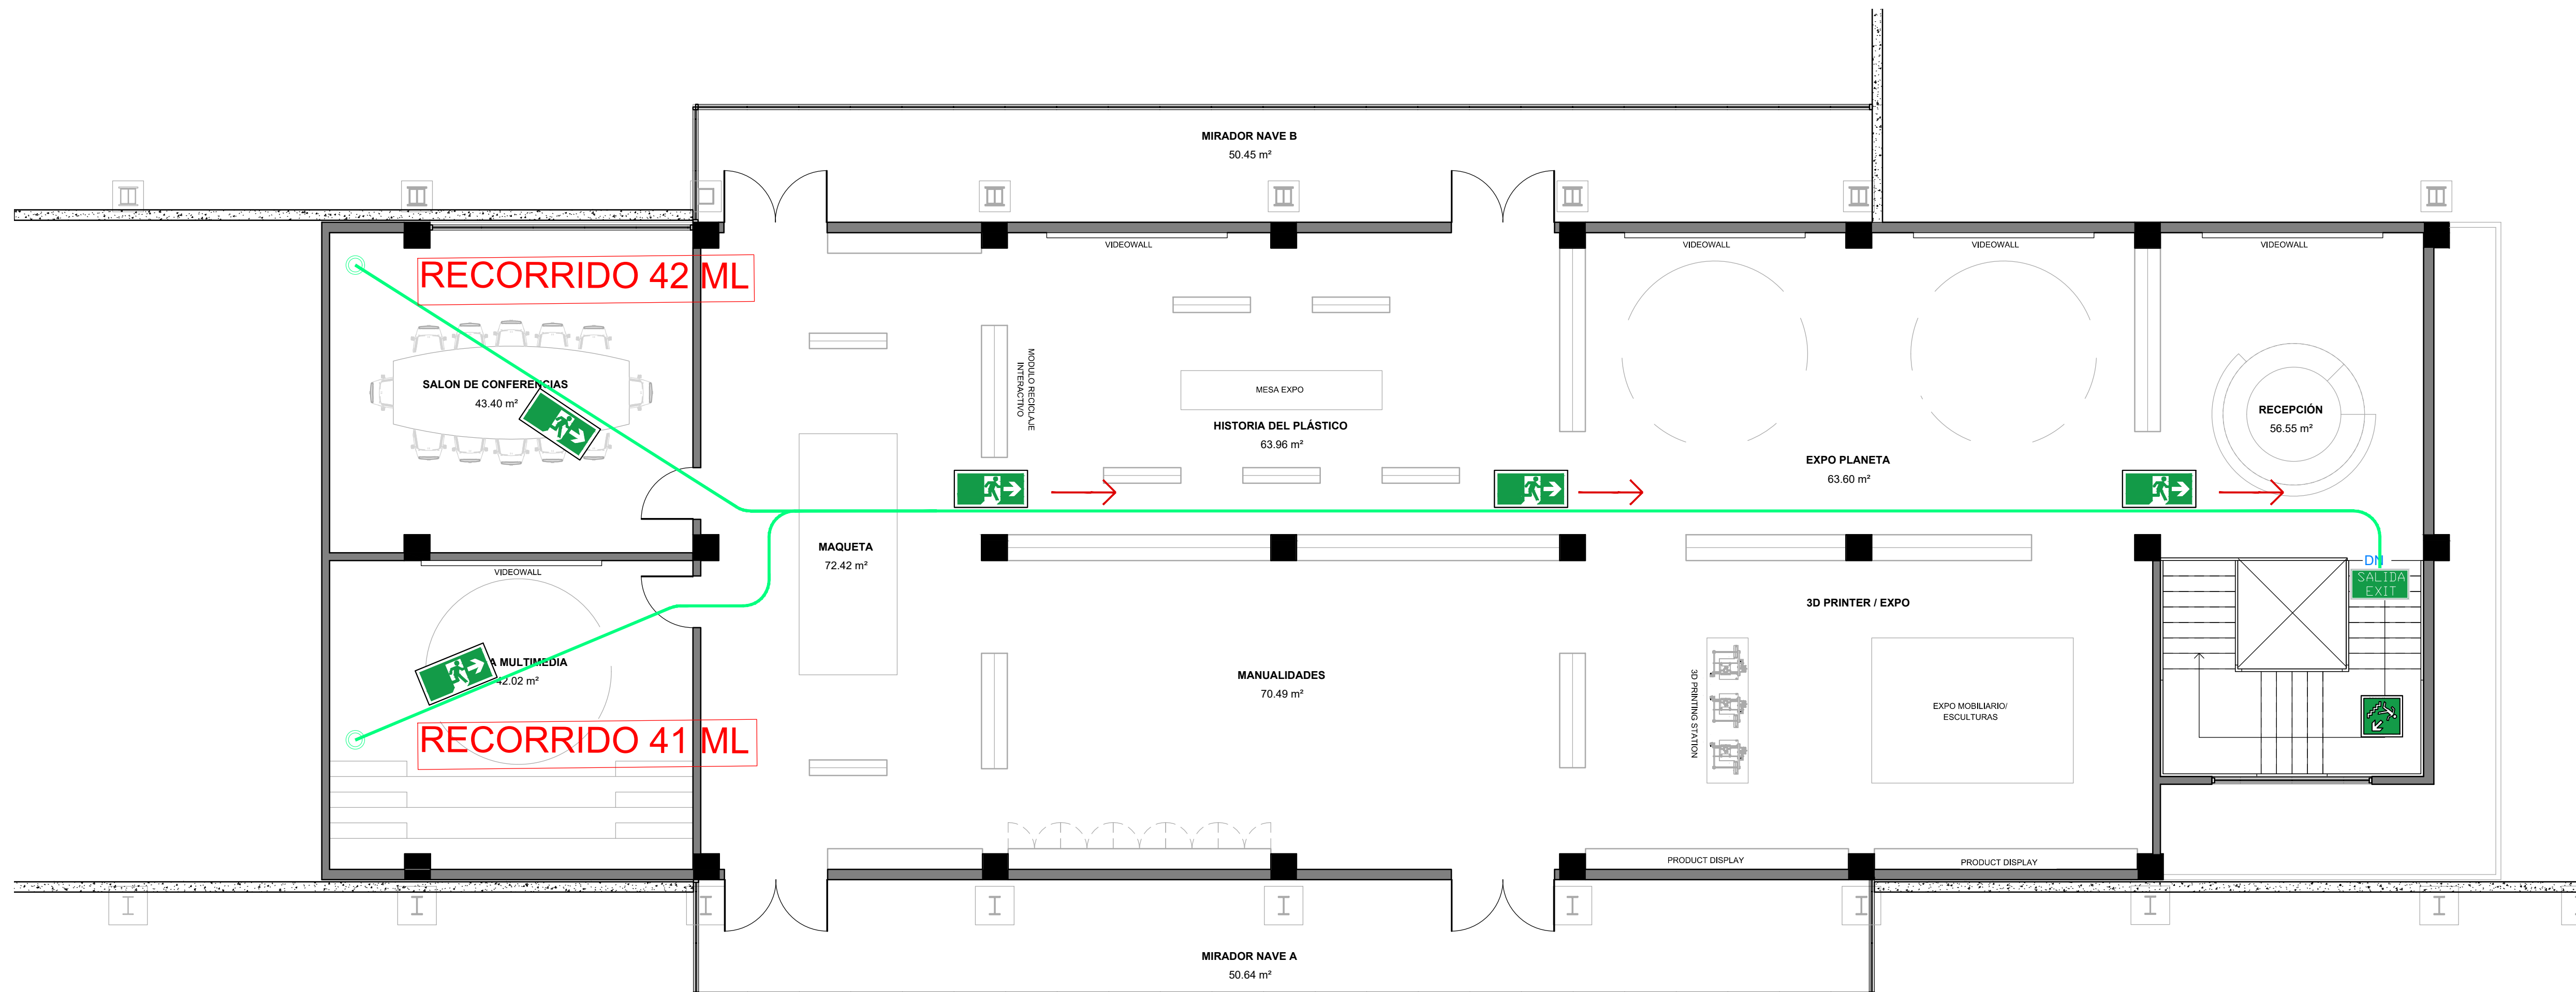 MIRADOR NAVE B
50.45 m²
VIDEOWALL
VIDEOWALL
VIDEOWALL
VIDEOWALL
RECORRIDO 42 ML
SALON DE CONFERENCIAS
43.40 m²
MODULO RECICLAJE
INTERACTIVO
MESA EXPO
HISTORIA DEL PLÁSTICO
63.96 m²
EXPO PLANETA
63.60 m²
RECEPCIÓN
56.55 m²
MAQUETA
72.42 m²
VIDEOWALL
DN
SALIDA
EXIT
3D PRINTER / EXPO
A MULTIMEDIA
42.02 m²
MANUALIDADES
70.49 m²
3D PRINTING STATION
EXPO MOBILIARIO/
ESCULTURAS
RECORRIDO 41 ML
PRODUCT DISPLAY
PRODUCT DISPLAY
MIRADOR NAVE A
50.64 m²